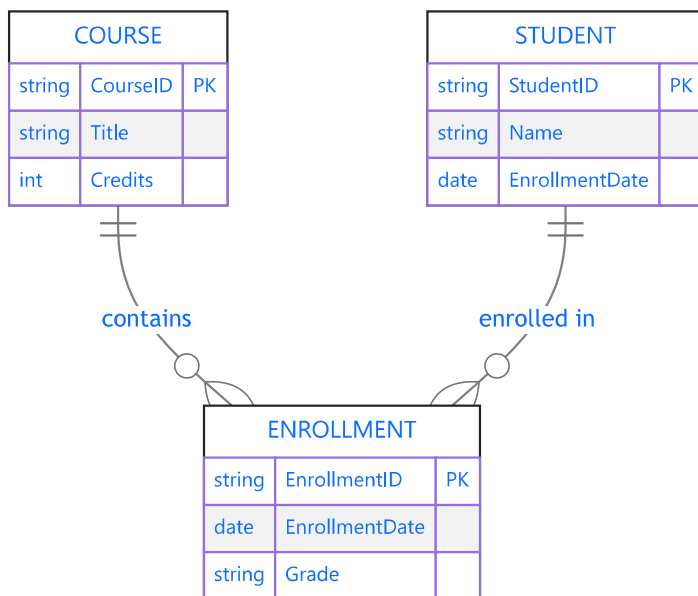 COURSE
string CourseID PK
string Title
int Credits
STUDENT
string StudentID PK
string Name
date EnrollmentDate
contains
enrolled in
ENROLLMENT
string EnrollmentID PK
date EnrollmentDate
string Grade